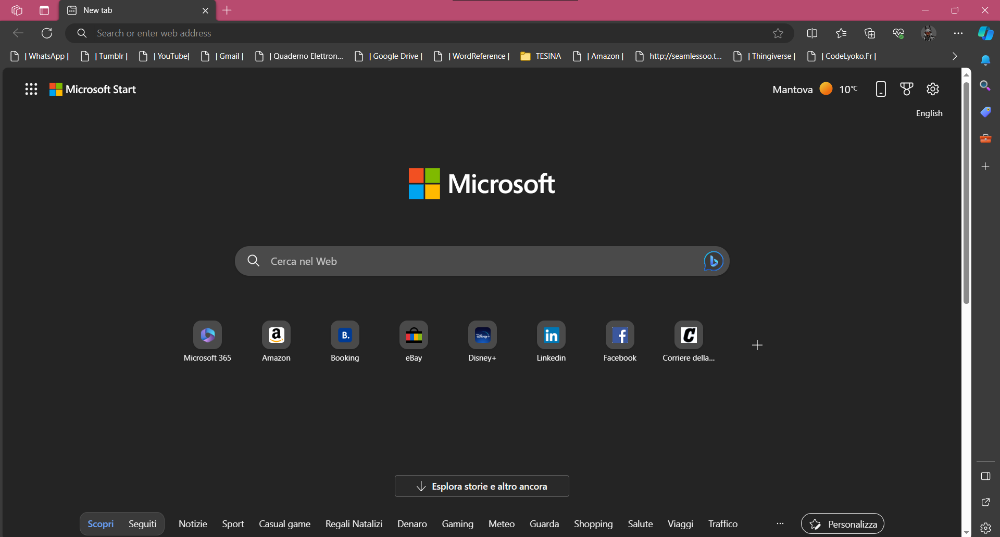 New tab
Search or enter web address
| WhatsApp | | Tumblr | | YouTube| | Gmail | | Quaderno Elettron... | Google Drive | | WordReference | TESINA | Amazon | http://seamlessoo.t... | Thingiverse | | CodeLyoko.Fr |
Microsoft Start
Mantova 10°C
English
Microsoft
Cerca nel Web
Microsoft 365 Amazon Booking eBay Disney+ Linkedin Facebook Corriere della...
Esplora storie e altro ancora
Scopri Seguiti Notizie Sport Casual game Regali Natalizi Denaro Gaming Meteo Guarda Shopping Salute Viaggi Traffico ... Personalizza